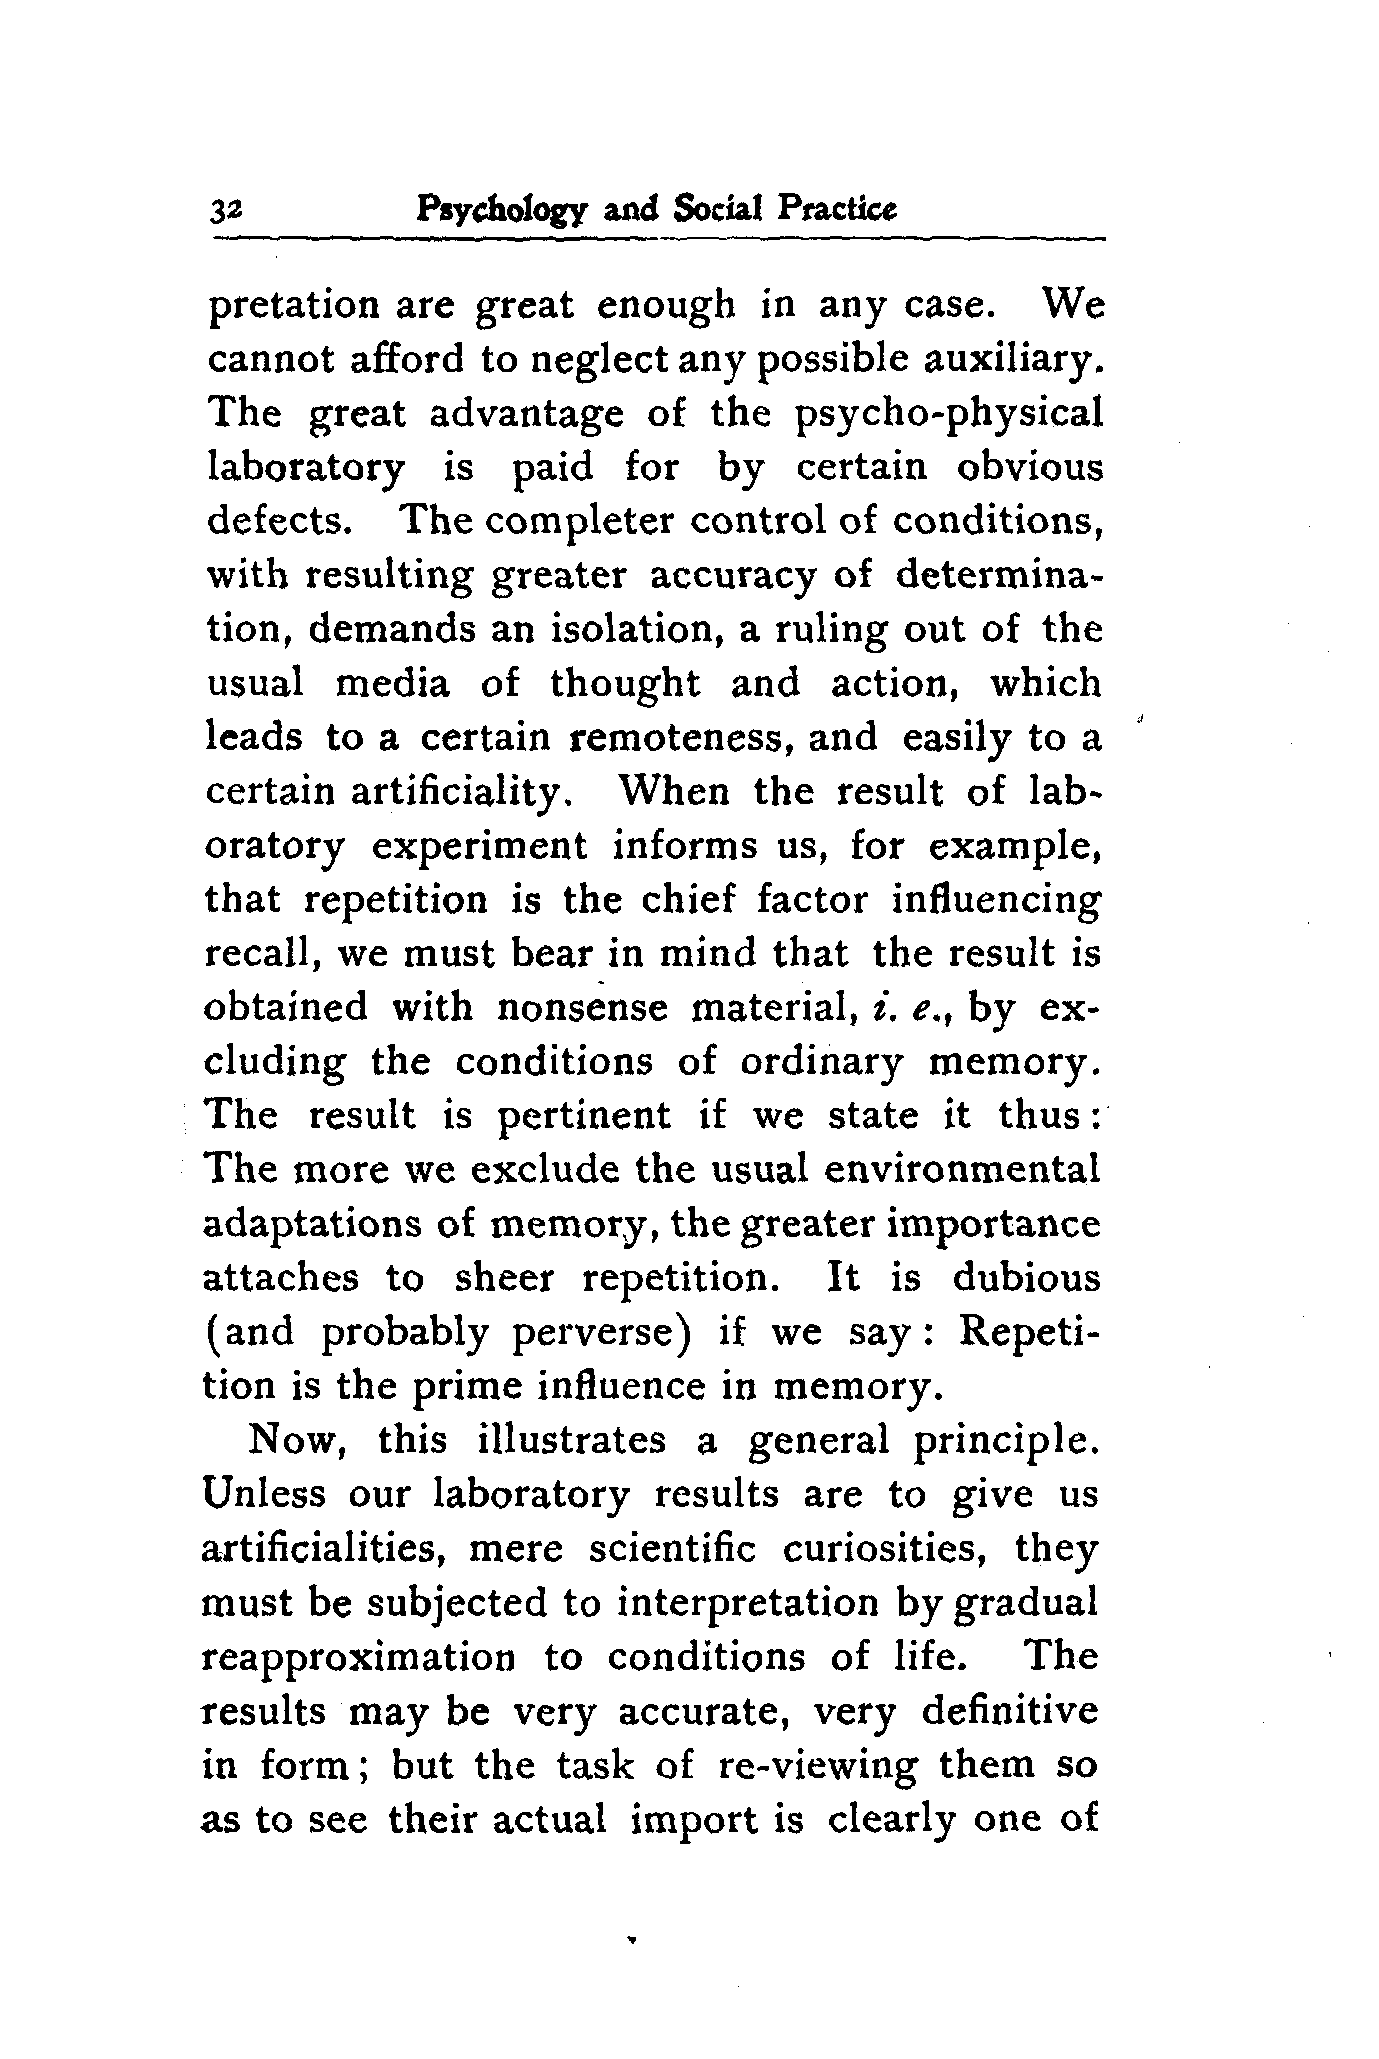 32 Psychology and Social Practice
pretation are great enough in any case. We
cannot afford to neglect any possible auxiliary.
The great advantage of the psycho-physical
laboratory is paid for by certain obvious
defects. The completer control of conditions,
with resulting greater accuracy of determina-
tion, demands an isolation, a ruling out of the
usual media of thought and action, which
leads to a certain remoteness, and easily to a
certain artificiality. When the result of lab-
oratory experiment informs us, for example,
that repetition is the chief factor influencing
recall, we must bear in mind that the result is
obtained with nonsense material, i. e., by ex-
cluding the conditions of ordinary memory.
The result is pertinent if we state it thus :
The more we exclude the usual environmental
adaptations of memory, the greater importance
attaches to sheer repetition. It is dubious
(and probably perverse) if we say : Repeti-
tion is the prime influence in memory.
Now, this illustrates a general principle.
Unless our laboratory results are to give us
artificialities, mere scientific curiosities, they
must be subjected to interpretation by gradual
reapproximation to conditions of life. The
results may be very accurate, very definitive
in form ; but the task of re-viewing them so
as to see their actual import is clearly one of